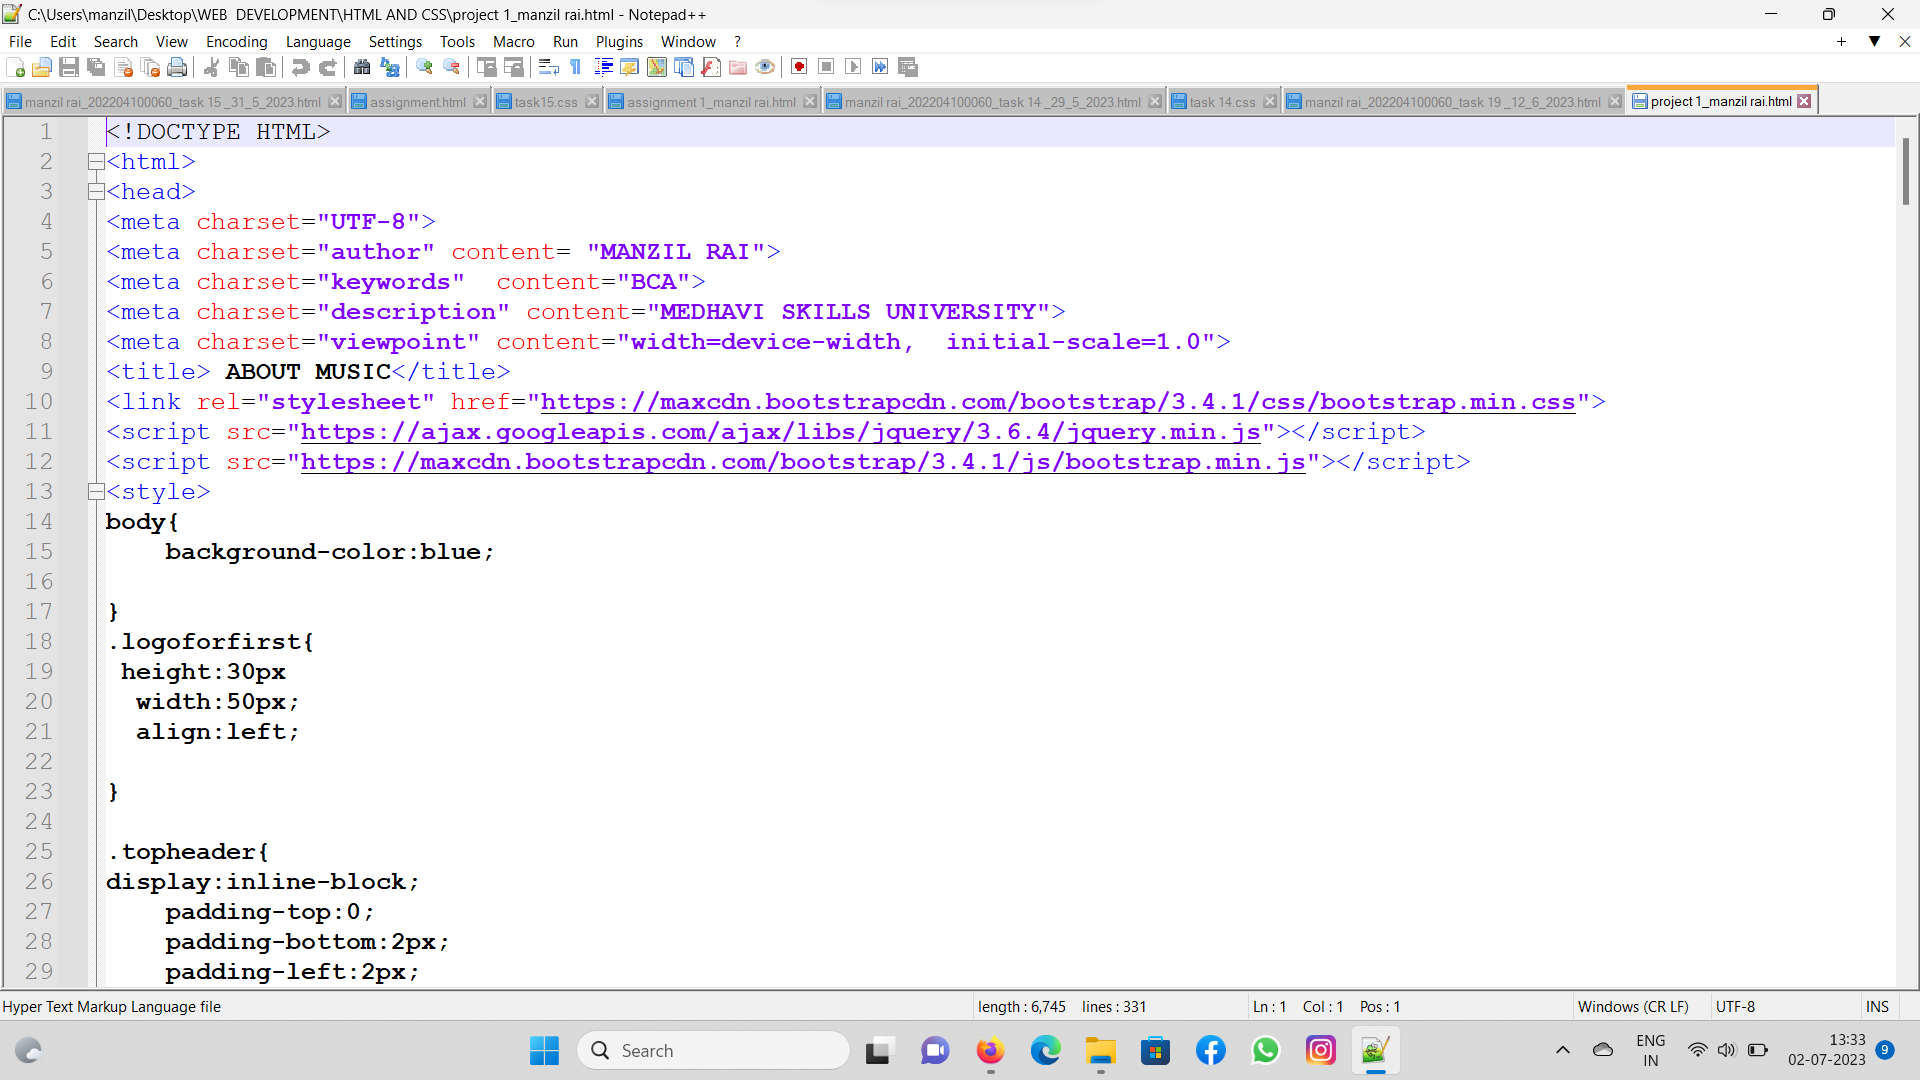 C:\Users\manzil\Desktop\WEB  DEVELOPMENT\HTML AND CSS\project 1_manzil rai.html - Notepad++
File Edit Search View Encoding Language Settings Tools Macro Run Plugins Window ?
manzil rai_202204100060_task 15 _31_5_2023.html assignment.html task15.css assignment 1_manzil rai.html manzil rai_202204100060_task 14 _29_5_2023.html task 14.css manzil rai_202204100060_task 19 _12_6_2023.html project 1_manzil rai.html
1 <!DOCTYPE HTML>
2 <html>
3 <head>
4 <meta charset="UTF-8">
5 <meta charset="author" content= "MANZIL RAI">
6 <meta charset="keywords"  content="BCA">
7 <meta charset="description" content="MEDHAVI SKILLS UNIVERSITY">
8 <meta charset="viewpoint" content="width=device-width,  initial-scale=1.0">
9 <title> ABOUT MUSIC</title>
10 <link rel="stylesheet" href="https://maxcdn.bootstrapcdn.com/bootstrap/3.4.1/css/bootstrap.min.css">
11 <script src="https://ajax.googleapis.com/ajax/libs/jquery/3.6.4/jquery.min.js"></script>
12 <script src="https://maxcdn.bootstrapcdn.com/bootstrap/3.4.1/js/bootstrap.min.js"></script>
13 <style>
14 body{
15     background-color:blue;
16
17 }
18 .logoforfirst{
19  height:30px
20   width:50px;
21   align:left;
22
23 }
24
25 .topheader{
26 display:inline-block;
27     padding-top:0;
28     padding-bottom:2px;
29     padding-left:2px;
Hyper Text Markup Language file length : 6,745 lines : 331 Ln : 1 Col : 1 Pos : 1 Windows (CR LF) UTF-8 INS
Search ENG 13:33 9
IN 02-07-2023